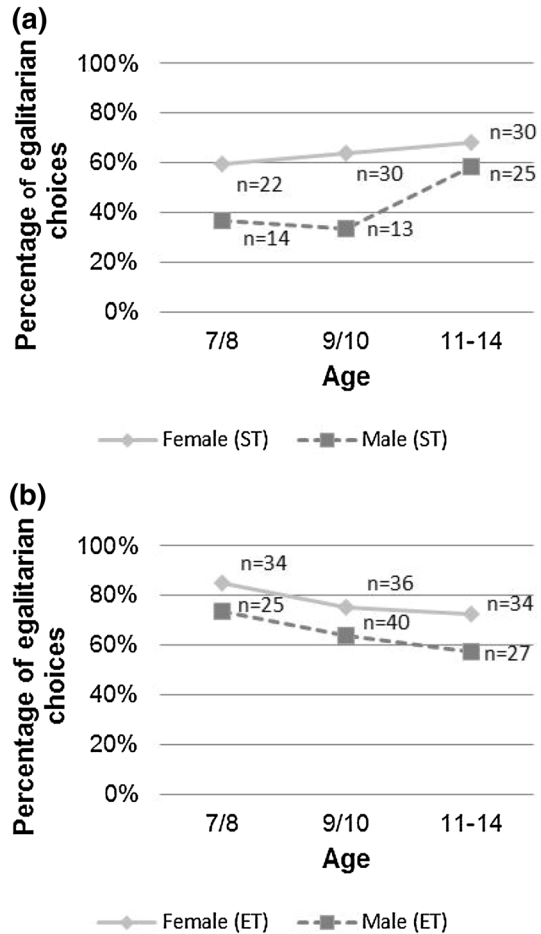 (a)
Percentage of egalitarian
choices
100%
80%
60%
40%
20%
0%
n=30
n=22
n=30
n=25
n=14
n=13
7/8
9/10
11-14
Age
Female (ST)
Male (ST)
(b)
Percentage of egalitarian
choices
100%
80%
60%
40%
20%
0%
n=34
n=36
n=34
n=25
n=40
n=27
7/8
9/10
11-14
Age
Female (ET)
Male (ET)